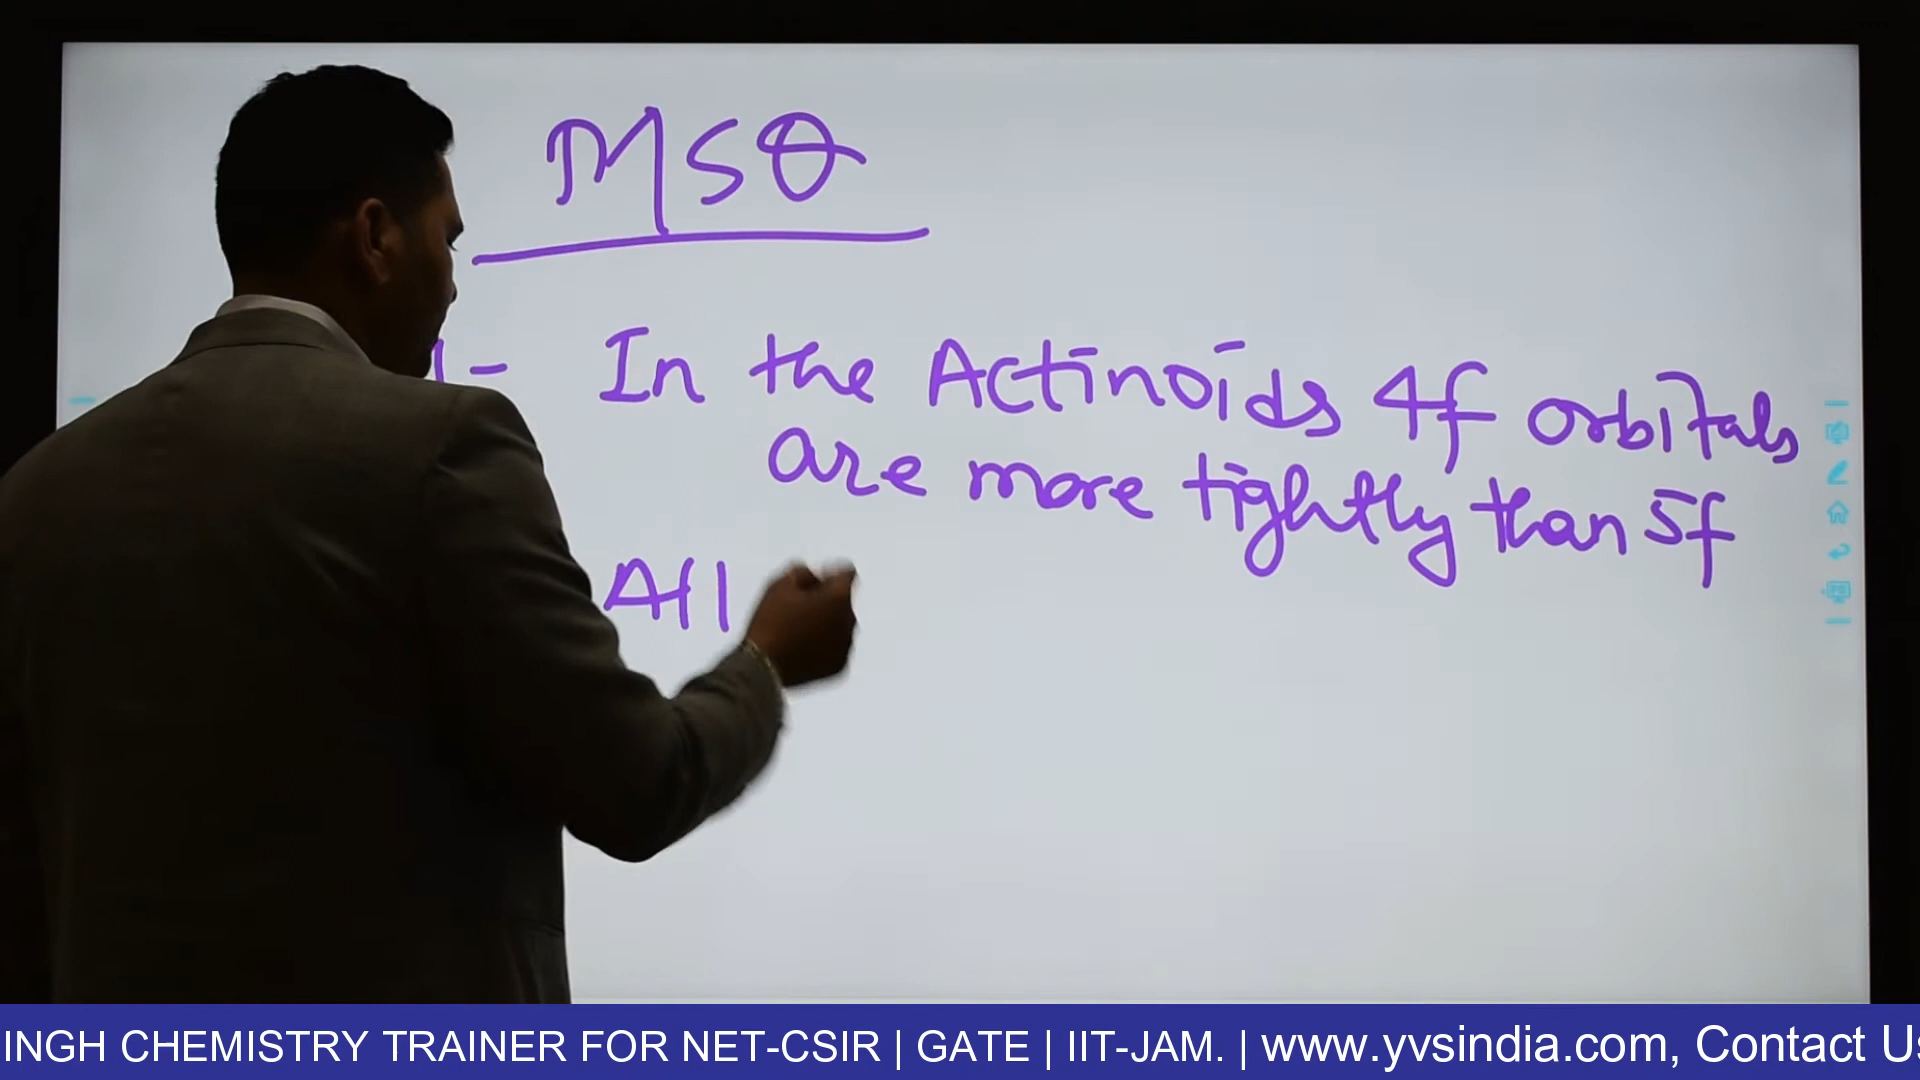 MSQ
1- In the Actinoids 4f orbitals
are more tightly than 5f
All
INGH CHEMISTRY TRAINER FOR NET-CSIR | GATE | IIT-JAM. | www.yvsindia.com, Contact Us